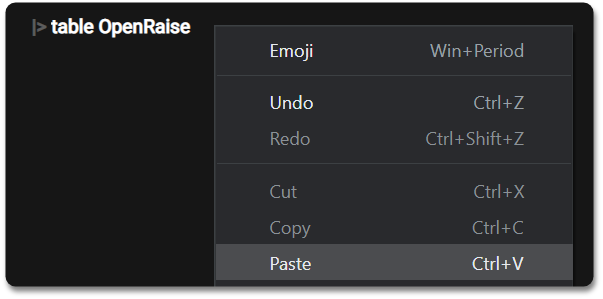 |> table OpenRaise
Emoji Win+Period
Undo Ctrl+Z
Redo Ctrl+Shift+Z
Cut Ctrl+X
Copy Ctrl+C
Paste Ctrl+V